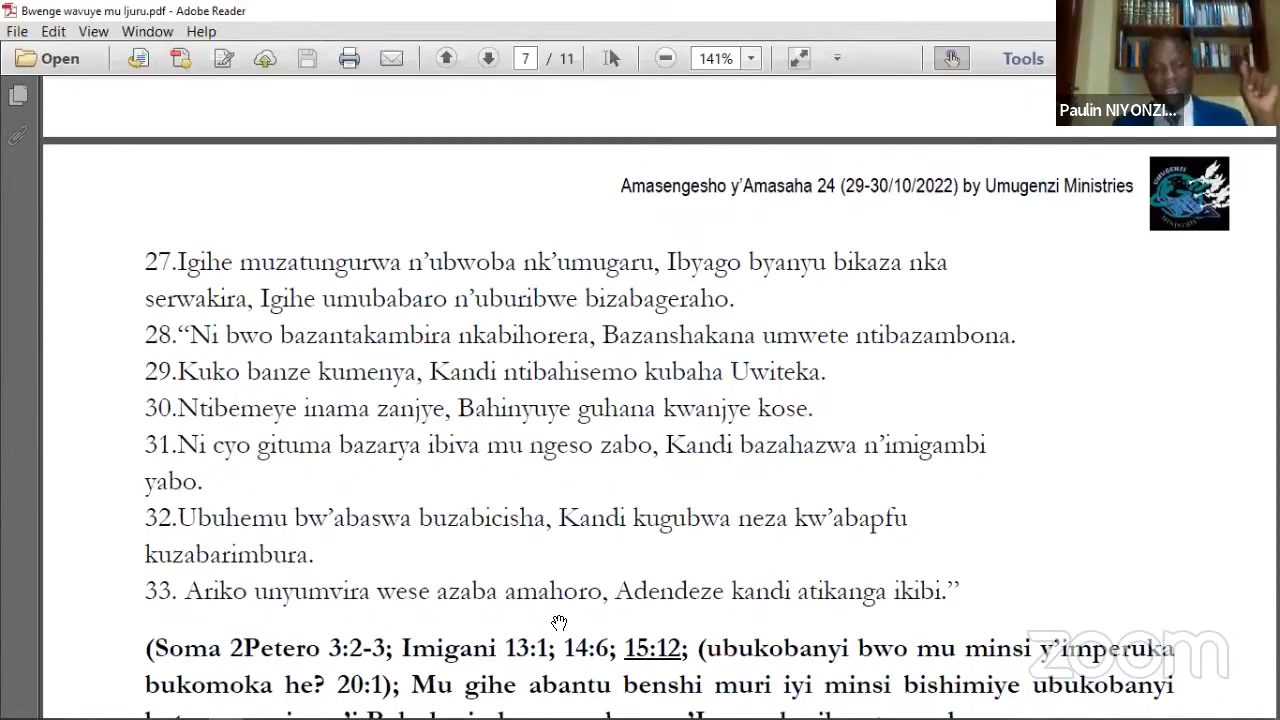 Bwenge wavuye mu Ijuru.pdf - Adobe Reader
File Edit View Window Help
Open 7 / 11 141% Tools
Paulin NIYONZI...
Amasengesho y'Amasaha 24 (29-30/10/2022) by Umugenzi Ministries
UMUGENZI
MINISTRIES
27.Igihe muzatungurwa n'ubwoba nk'umugaru, Ibyago byanyu bikaza nka
serwakira, Igihe umubabaro n'uburibwe bizabageraho.
28.“Ni bwo bazantakambira nkabihorera, Bazanshakana umwete ntibazambona.
29.Kuko banze kumenya, Kandi ntibahisemo kubaha Uwiteka.
30.Ntibemeye inama zanjye, Bahinyuye guhana kwanjye kose.
31.Ni cyo gituma bazarya ibiva mu ngeso zabo, Kandi bazahazwa n'imigambi
yabo.
32.Ubuhemu bw'abaswa buzabicisha, Kandi kugubwa neza kw'abapfu
kuzabarimbura.
33. Ariko unyumvira wese azaba amahoro, Adendeze kandi atikanga ikibi.”
(Soma 2Petero 3:2-3; Imigani 13:1; 14:6; 15:12; (ubukobanyi bwo mu minsi y'imperuka
bukomoka he? 20:1); Mu gihe abantu benshi muri iyi minsi bishimiye ubukobanyi
zoom